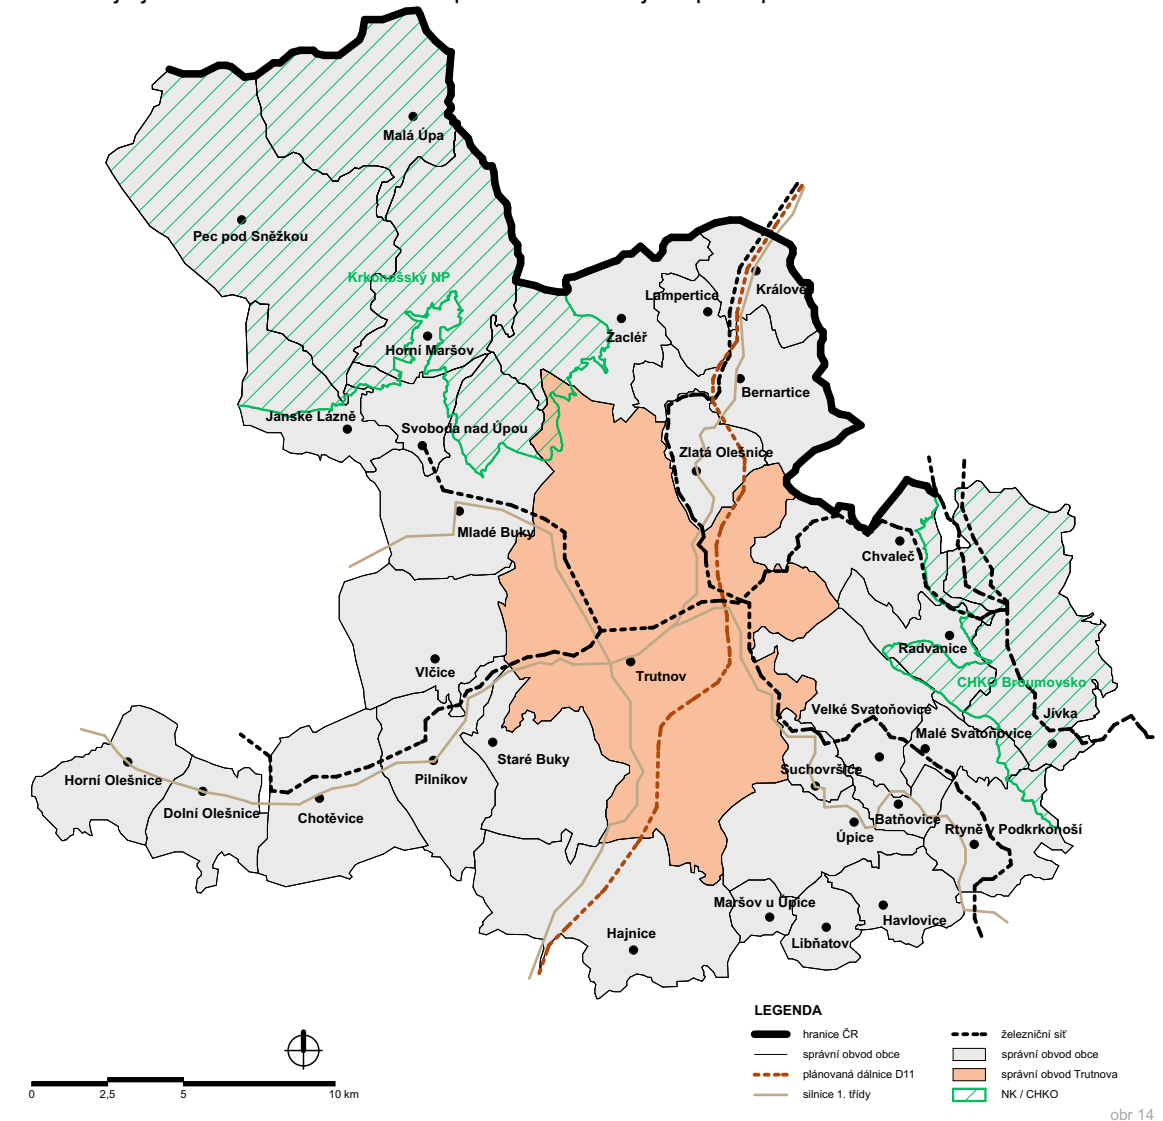 Malá Úpa
Pec pod Sněžkou
Krkonošský NP
Královec
Lampertice
Žacléř
Horní Maršov
Bernartice
Janské Lázně
Svoboda nad Úpou
Zlatá Olešnice
Mladé Buky
Chvaleč
Radvanice
Vlčice
Trutnov
CHKO Broumovsko
Velké Svatoňovice
Jívka
Malé Svatoňovice
Staré Buky
Suchovršice
Horní Olešnice
Pilníkov
Dolní Olešnice
Chotěvice
Batňovice
Rtyně v Podkrkonoší
Úpice
Maršov u Úpice
Havlovice
Hajnice
Libňatov
LEGENDA
hranice ČR
železniční síť
správní obvod obce
správní obvod obce
plánovaná dálnice D11
správní obvod Trutnova
silnice 1. třídy
NK / CHKO
0 2,5 5 10 km
obr 14